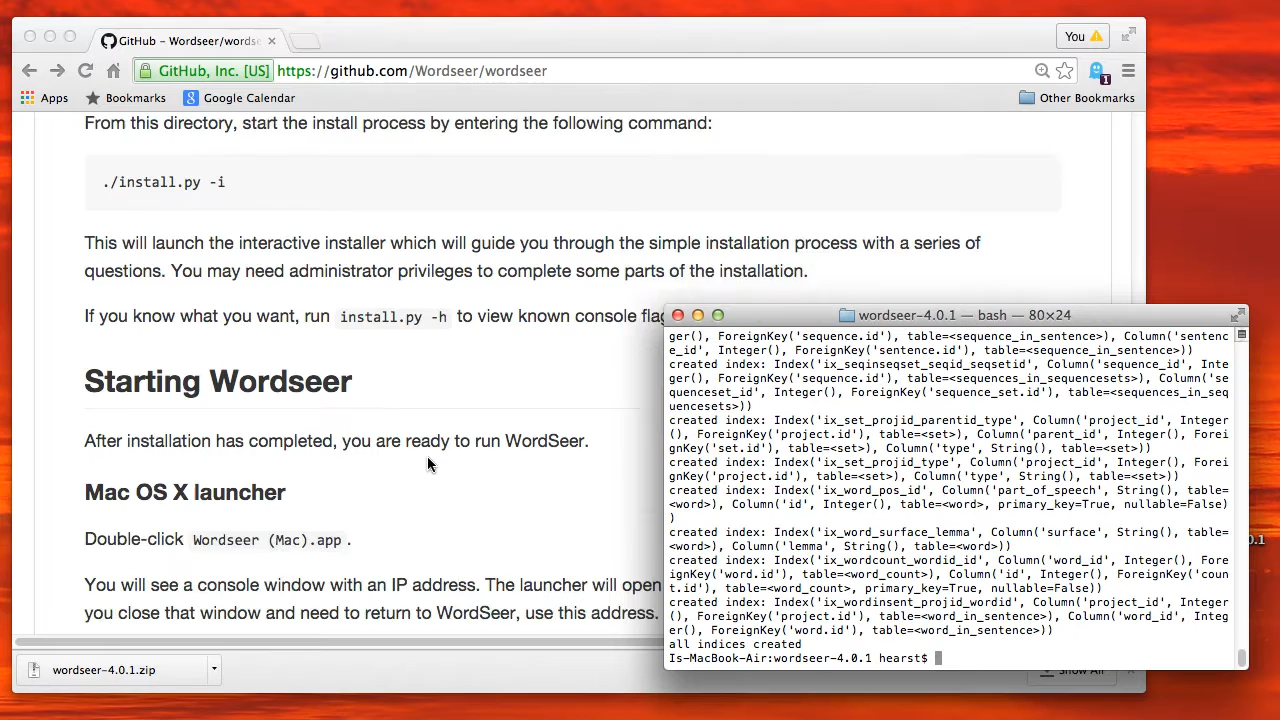 GitHub – Wordseer/words
You
GitHub, Inc. [US] https://github.com/Wordseer/wordseer
1
Apps Bookmarks Google Calendar Other Bookmarks
From this directory, start the install process by entering the following command:
./install.py -i
This will launch the interactive installer which will guide you through the simple installation process with a series of
questions. You may need administrator privileges to complete some parts of the installation.
If you know what you want, run install.py -h to view known console flag
Starting Wordseer
After installation has completed, you are ready to run WordSeer.
Mac OS X launcher
Double-click Wordseer (Mac).app .
You will see a console window with an IP address. The launcher will open
you close that window and need to return to WordSeer, use this address.
wordseer-4.0.1.zip
Show All
wordseer-4.0.1 — bash — 80×24
ger(), ForeignKey('sequence.id'), table=<sequence_in_sentence>), Column('sentenc
e_id', Integer(), ForeignKey('sentence.id'), table=<sequence_in_sentence>))
created index: Index('ix_seqinseqset_seqid_seqsetid', Column('sequence_id', Inte
ger(), ForeignKey('sequence.id'), table=<sequences_in_sequencesets>), Column('se
quenceset_id', Integer(), ForeignKey('sequence_set.id'), table=<sequences_in_seq
uencesets>))
created index: Index('ix_set_projid_parentid_type', Column('project_id', Integer
(), ForeignKey('project.id'), table=<set>), Column('parent_id', Integer(), Forei
gnKey('set.id'), table=<set>), Column('type', String(), table=<set>))
created index: Index('ix_set_projid_type', Column('project_id', Integer(), Forei
gnKey('project.id'), table=<set>), Column('type', String(), table=<set>))
created index: Index('ix_word_pos_id', Column('part_of_speech', String(), table=
<word>), Column('id', Integer(), table=<word>, primary_key=True, nullable=False)
)
created index: Index('ix_word_surface_lemma', Column('surface', String(), table=
<word>), Column('lemma', String(), table=<word>))
created index: Index('ix_wordcount_wordid_id', Column('word_id', Integer(), Fore
ignKey('word.id'), table=<word_count>), Column('id', Integer(), ForeignKey('coun
t.id'), table=<word_count>, primary_key=True, nullable=False))
created index: Index('ix_wordinsent_projid_wordid', Column('project_id', Integer
(), ForeignKey('project.id'), table=<word_in_sentence>), Column('word_id', Integ
er(), ForeignKey('word.id'), table=<word_in_sentence>))
all indices created
Is-MacBook-Air:wordseer-4.0.1 hearst$
0.1